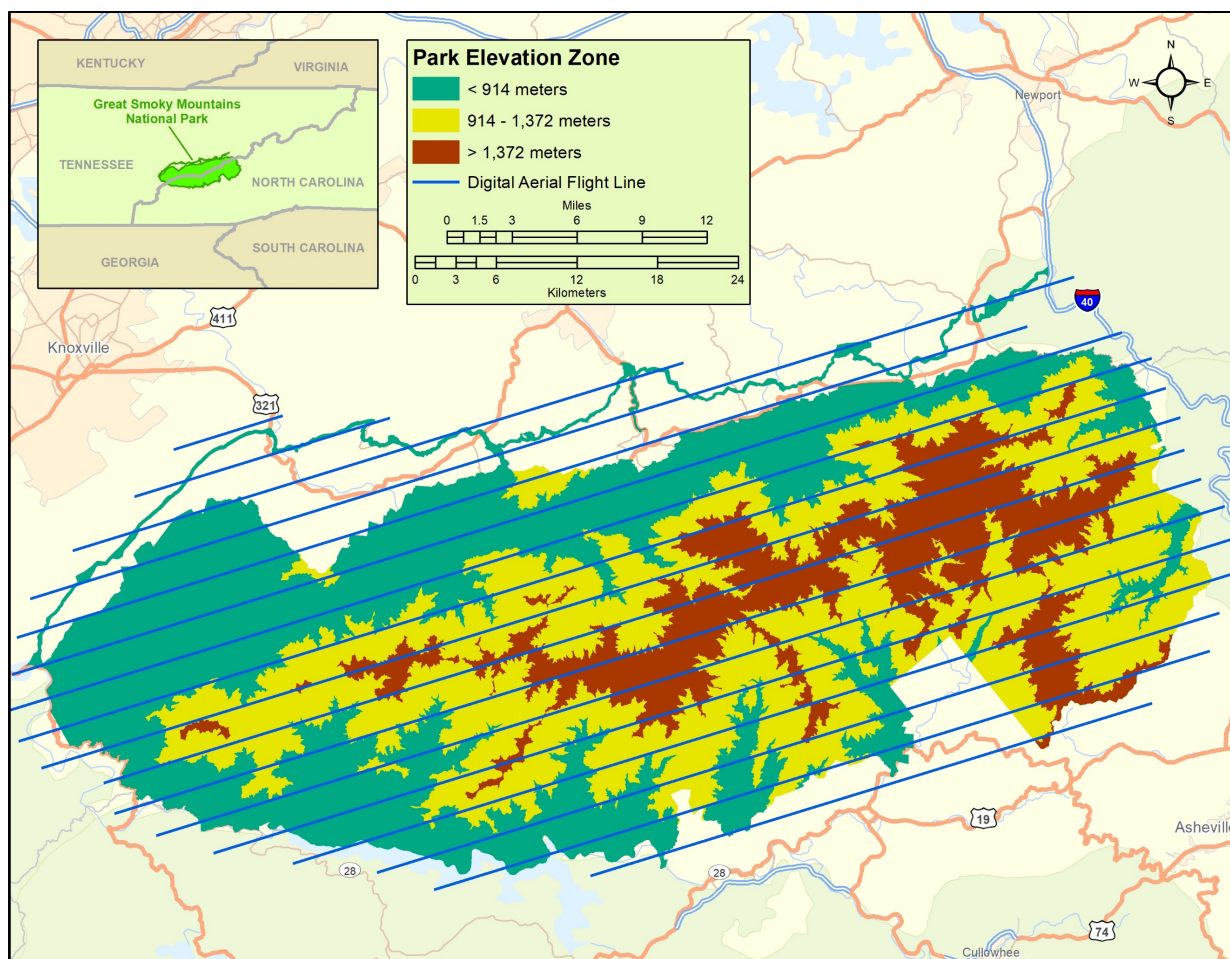 KENTUCKY
VIRGINIA
Great Smoky Mountains
National Park
TENNESSEE
NORTH CAROLINA
SOUTH CAROLINA
GEORGIA
Park Elevation Zone
< 914 meters
914 - 1,372 meters
> 1,372 meters
Digital Aerial Flight Line
Miles
0 1.5 3 6 9 12
0 3 6 12 18 24
Kilometers
N
W E
S
Newport
40
411
Knoxville
321
19
Asheville
28
28
74
Cullowhee